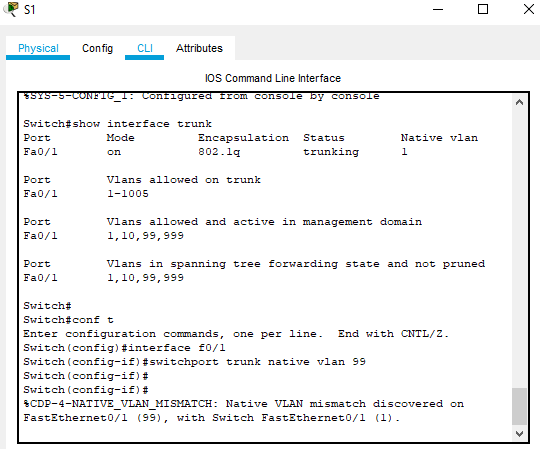 S1
Physical Config CLI Attributes
IOS Command Line Interface
%SYS-5-CONFIG_I: Configured from console by console
Switch#show interface trunk
Port Mode Encapsulation Status Native vlan
Fa0/1 on 802.1q trunking 1
Port Vlans allowed on trunk
Fa0/1 1-1005
Port Vlans allowed and active in management domain
Fa0/1 1,10,99,999
Port Vlans in spanning tree forwarding state and not pruned
Fa0/1 1,10,99,999
Switch#
Switch#conf t
Enter configuration commands, one per line. End with CNTL/Z.
Switch(config)#interface f0/1
Switch(config-if)#switchport trunk native vlan 99
Switch(config-if)#
Switch(config-if)#
%CDP-4-NATIVE_VLAN_MISMATCH: Native VLAN mismatch discovered on
FastEthernet0/1 (99), with Switch FastEthernet0/1 (1).